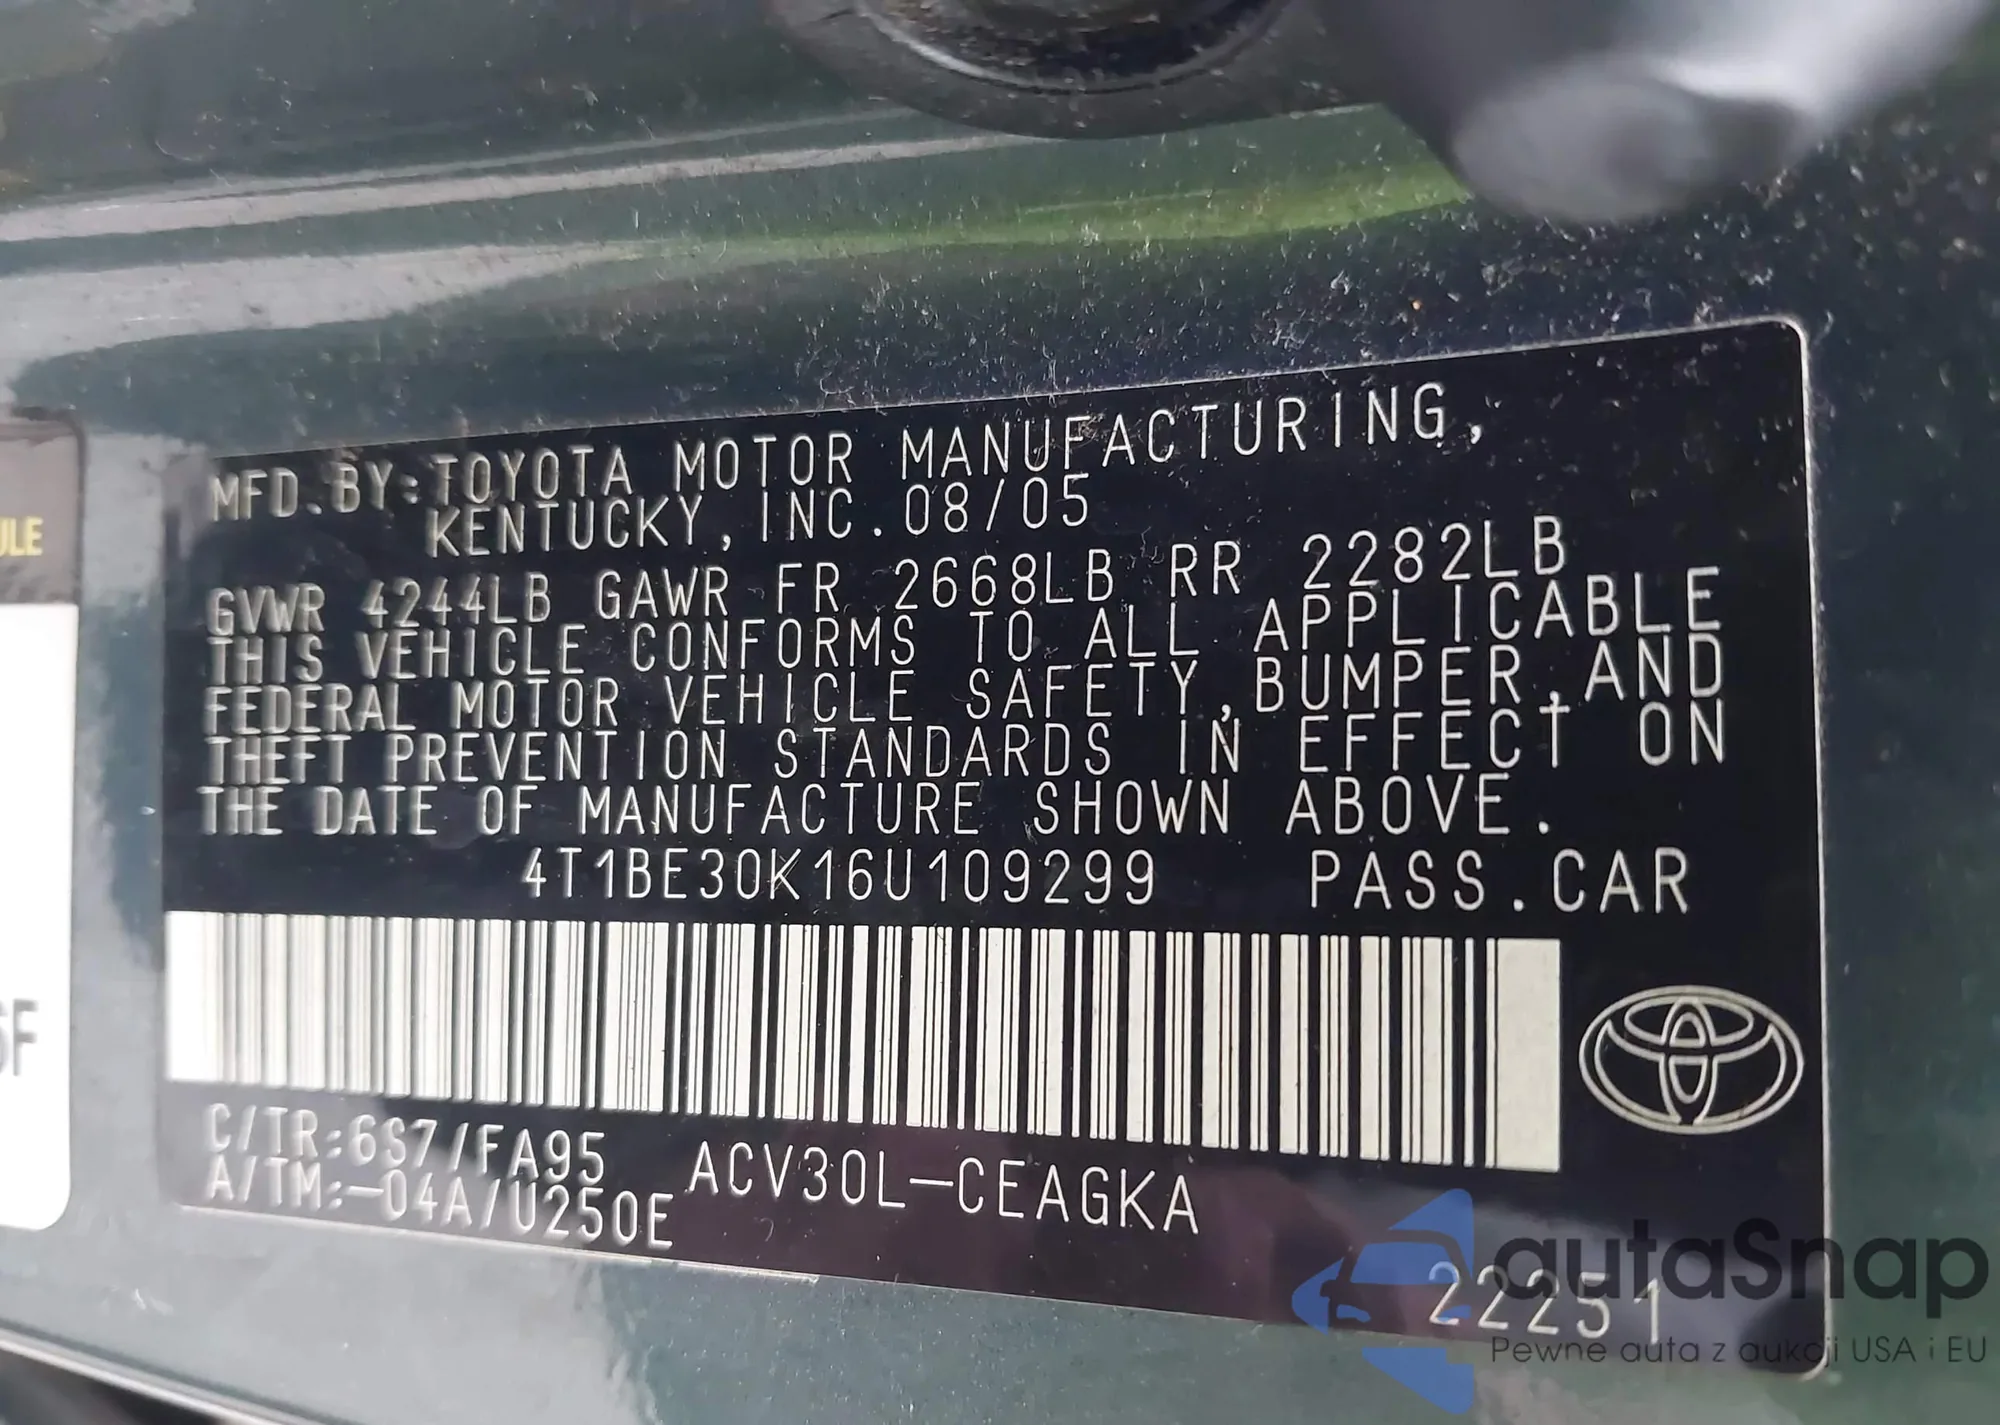 ULE
6F
MFD. BY: TOYOTA MOTOR MANUFACTURING,
KENTUCKY, INC. 08/05
GVWR 4244LB GAWR FR 2668LB RR 2282LB
THIS VEHICLE CONFORMS TO ALL APPLICABLE
FEDERAL MOTOR VEHICLE SAFETY, BUMPER, AND
THEFT PREVENTION STANDARDS IN EFFECT ON
THE DATE OF MANUFACTURE SHOWN ABOVE.
4T1BE30K16U109299 PASS. CAR
C/TR:6S7/FA95 ACV30L-CEAGKA
A/TM:-04A/U250E
22251
autaSnap
Pewne auta z aukcji USA i EU